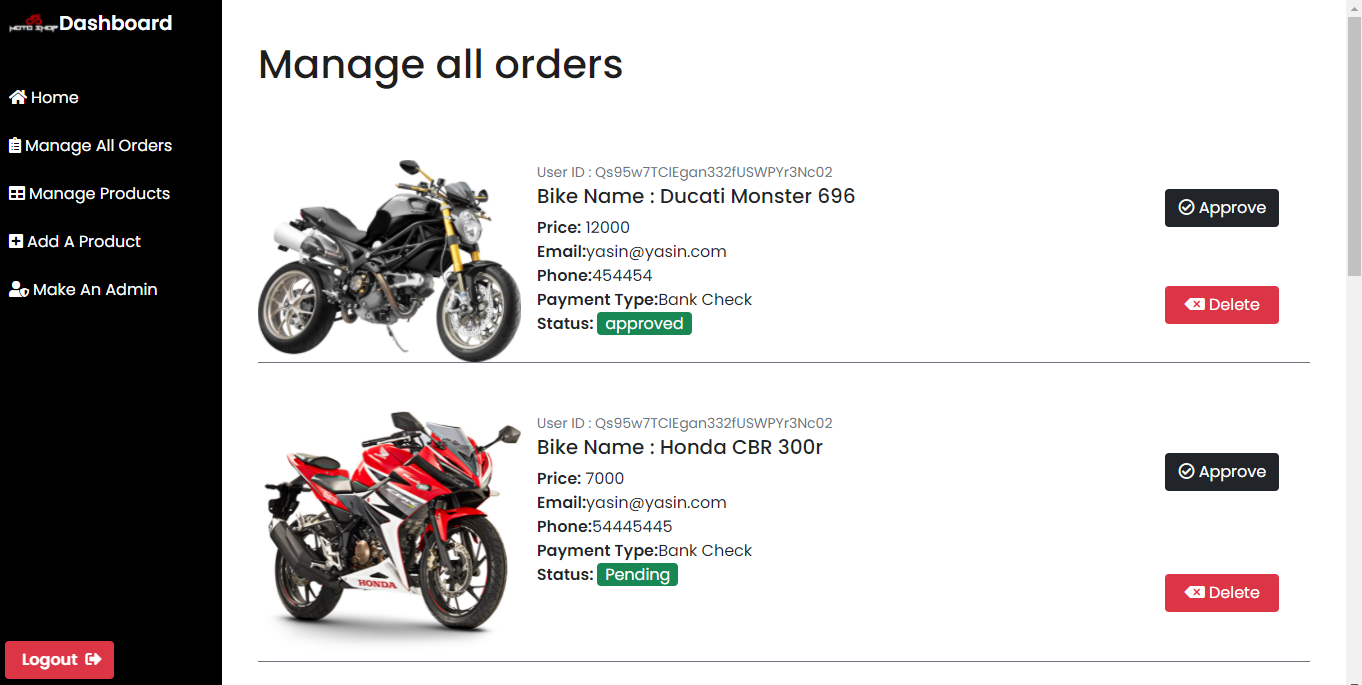 MOTO SHOP Dashboard
Home
Manage All Orders
Manage Products
Add A Product
Make An Admin
Logout
Manage all orders
User ID : Qs95w7TCIEgan332fUSWPYr3Nc02
Bike Name : Ducati Monster 696
Price: 12000
Email:yasin@yasin.com
Phone:454454
Payment Type:Bank Check
Status: approved
Approve
Delete
User ID : Qs95w7TCIEgan332fUSWPYr3Nc02
Bike Name : Honda CBR 300r
Price: 7000
Email:yasin@yasin.com
Phone:54445445
Payment Type:Bank Check
Status: Pending
Approve
Delete
HONDA